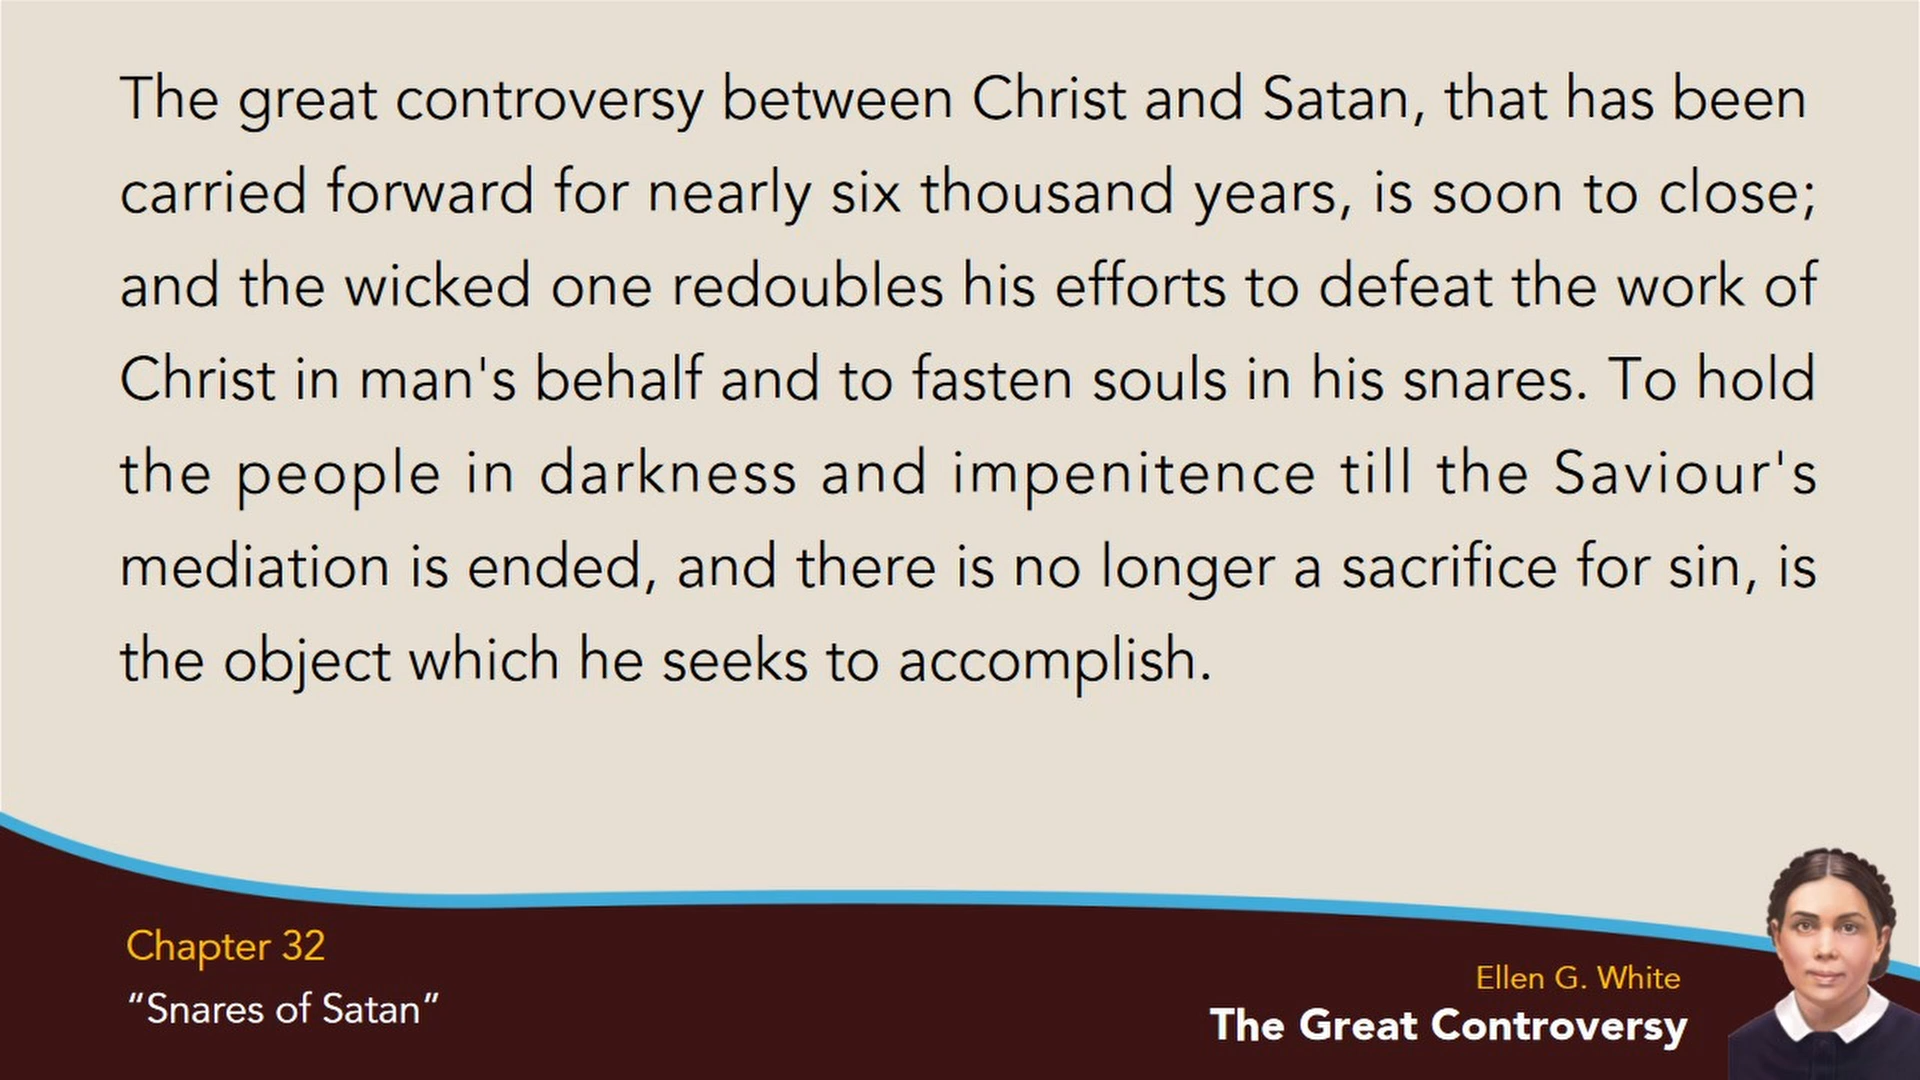 The great controversy between Christ and Satan, that has been
carried forward for nearly six thousand years, is soon to close;
and the wicked one redoubles his efforts to defeat the work of
Christ in man's behalf and to fasten souls in his snares. To hold
the people in darkness and impenitence till the Saviour's
mediation is ended, and there is no longer a sacrifice for sin, is
the object which he seeks to accomplish.
Chapter 32
“Snares of Satan”
Ellen G. White
The Great Controversy